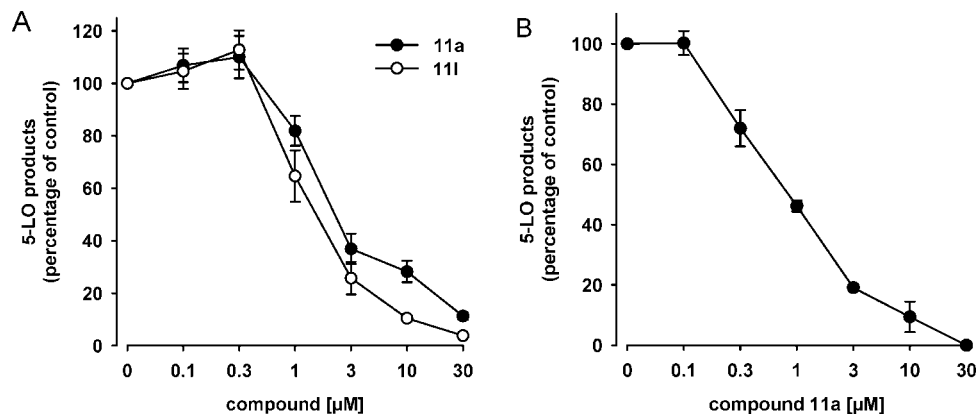 A
120
100
80
60
40
20
0
5-LO products
(percentage of control)
11a
11l
0 0.1 0.3 1 3 10 30
compound [µM]
B
100
80
60
40
20
0
5-LO products
(percentage of control)
0 0.1 0.3 1 3 10 30
compound 11a [µM]